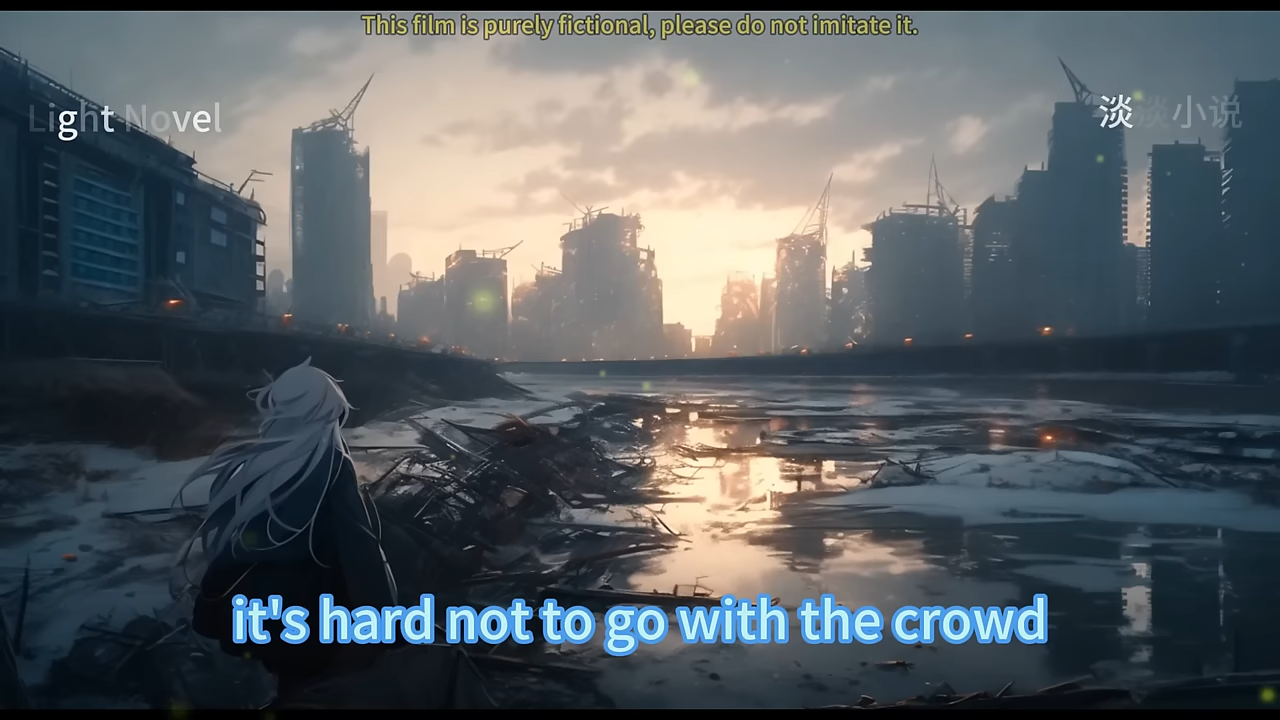 This film is purely fictional, please do not imitate it.
Light Novel
淡淡小说
it's hard not to go with the crowd